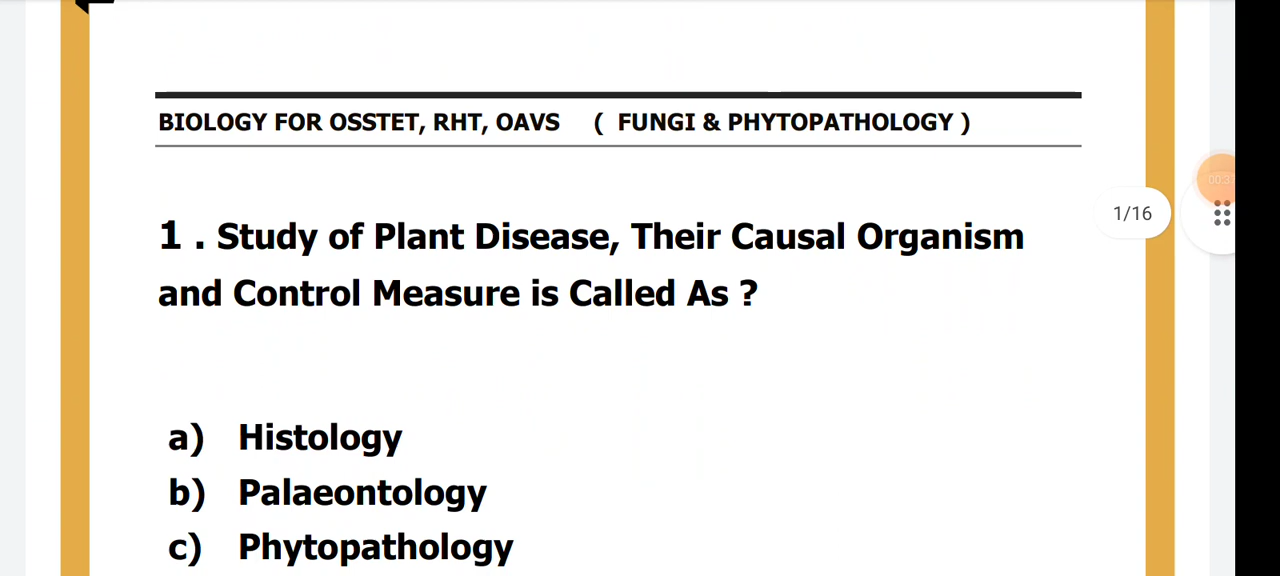 BIOLOGY FOR OSSTET, RHT, OAVS ( FUNGI & PHYTOPATHOLOGY )
1 . Study of Plant Disease, Their Causal Organism
and Control Measure is Called As ?
1/16
a) Histology
b) Palaeontology
c) Phytopathology